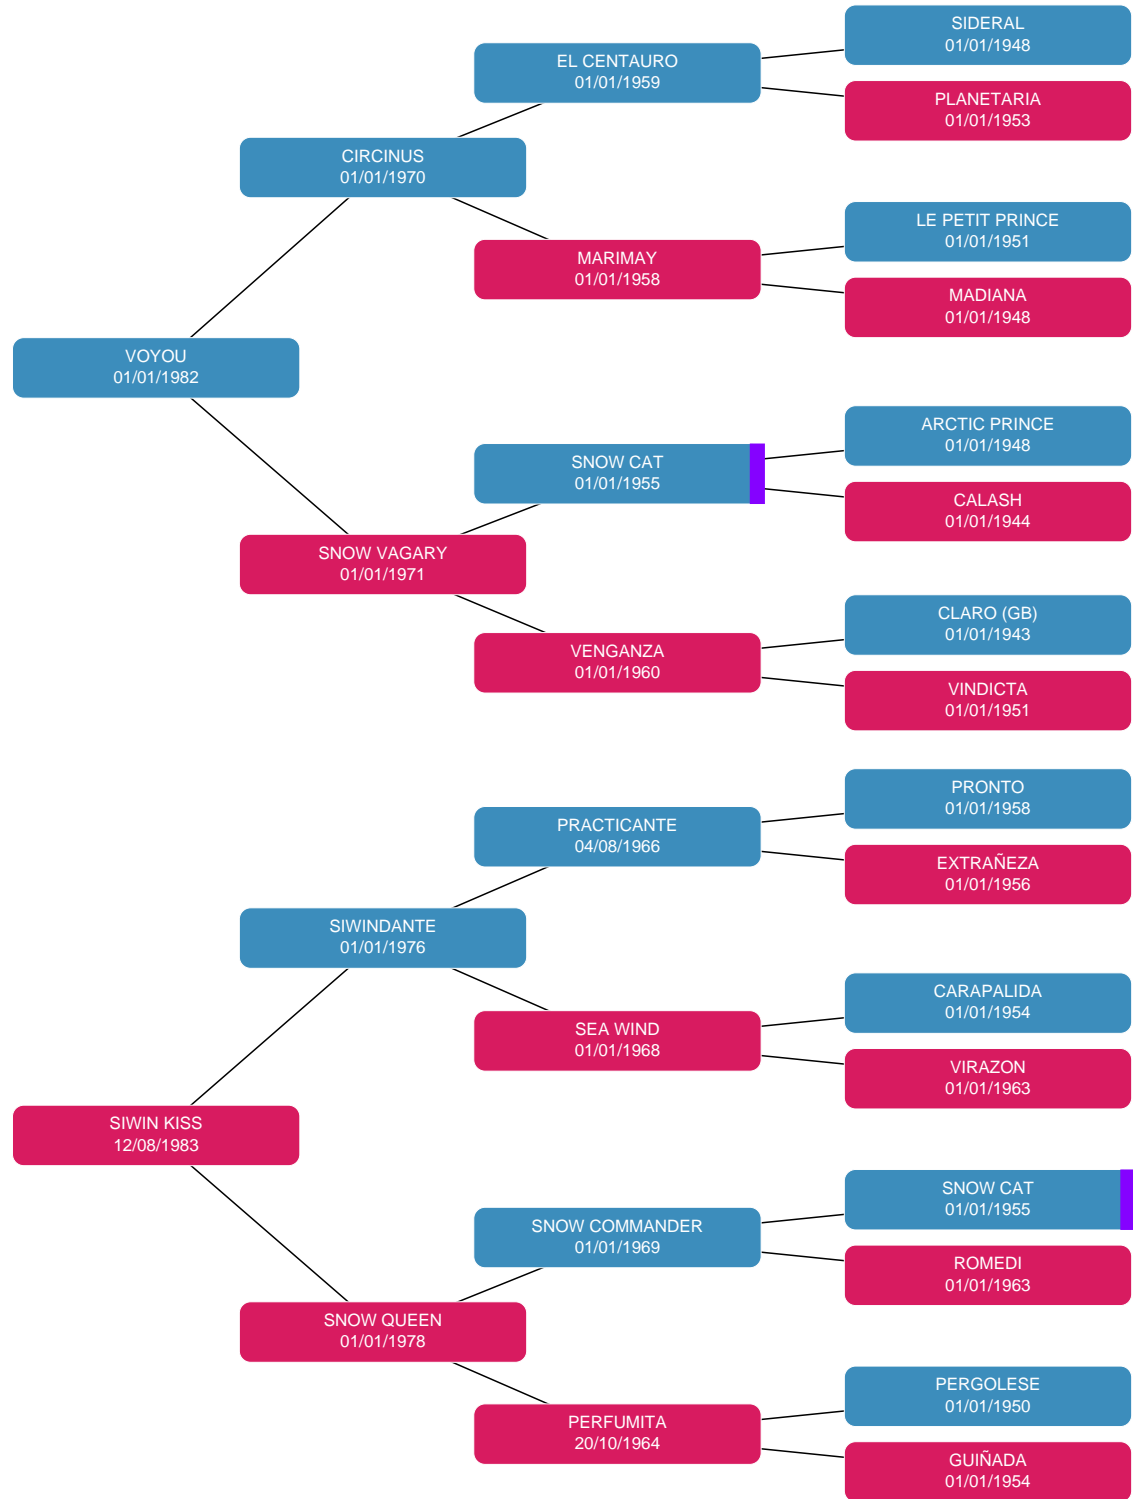 SIDERAL
01/01/1948
EL CENTAURO
01/01/1959
PLANETARIA
01/01/1953
CIRCINUS
01/01/1970
LE PETIT PRINCE
01/01/1951
MARIMAY
01/01/1958
MADIANA
01/01/1948
VOYOU
01/01/1982
ARCTIC PRINCE
01/01/1948
SNOW CAT
01/01/1955
CALASH
01/01/1944
SNOW VAGARY
01/01/1971
CLARO (GB)
01/01/1943
VENGANZA
01/01/1960
VINDICTA
01/01/1951
PRONTO
01/01/1958
PRACTICANTE
04/08/1966
EXTRAÑEZA
01/01/1956
SIWINDANTE
01/01/1976
CARAPALIDA
01/01/1954
SEA WIND
01/01/1968
VIRAZON
01/01/1963
SIWIN KISS
12/08/1983
SNOW CAT
01/01/1955
SNOW COMMANDER
01/01/1969
ROMEDI
01/01/1963
SNOW QUEEN
01/01/1978
PERGOLESE
01/01/1950
PERFUMITA
20/10/1964
GUIÑADA
01/01/1954